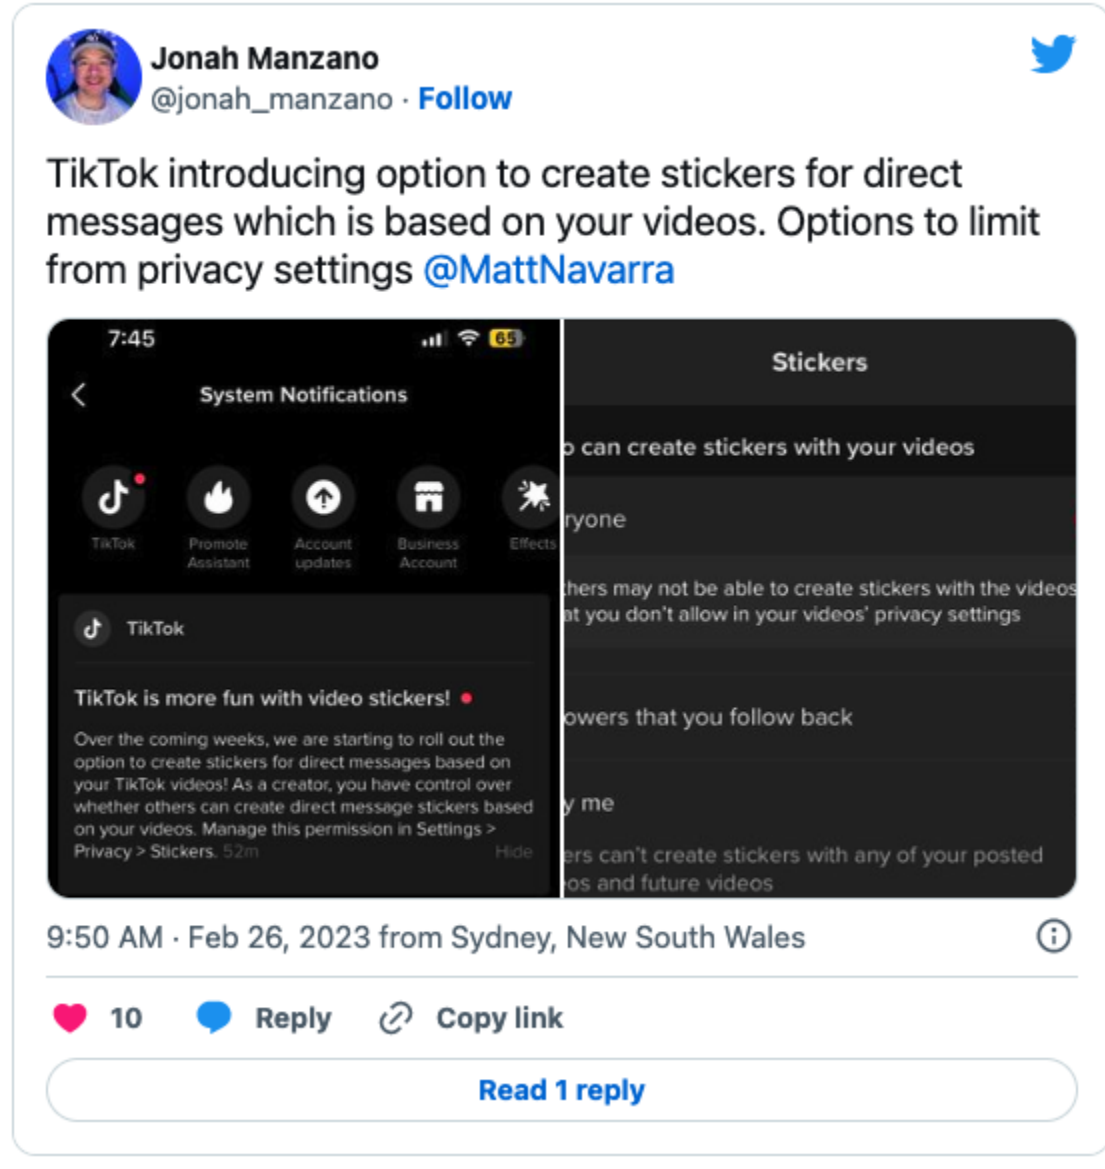 Jonah Manzano
@jonah_manzano · Follow
TikTok introducing option to create stickers for direct
messages which is based on your videos. Options to limit
from privacy settings @MattNavarra
7:45
65
System Notifications
TikTok
Promote
Assistant
Account
updates
Business
Account
Effects
TikTok
TikTok is more fun with video stickers!
Over the coming weeks, we are starting to roll out the
option to create stickers for direct messages based on
your TikTok videos! As a creator, you have control over
whether others can create direct message stickers based
on your videos. Manage this permission in Settings >
Privacy > Stickers. 52m
Hide
Stickers
o can create stickers with your videos
ryone
hers may not be able to create stickers with the videos
at you don't allow in your videos' privacy settings
owers that you follow back
y me
ers can't create stickers with any of your posted
os and future videos
9:50 AM · Feb 26, 2023 from Sydney, New South Wales
10
Reply
Copy link
Read 1 reply